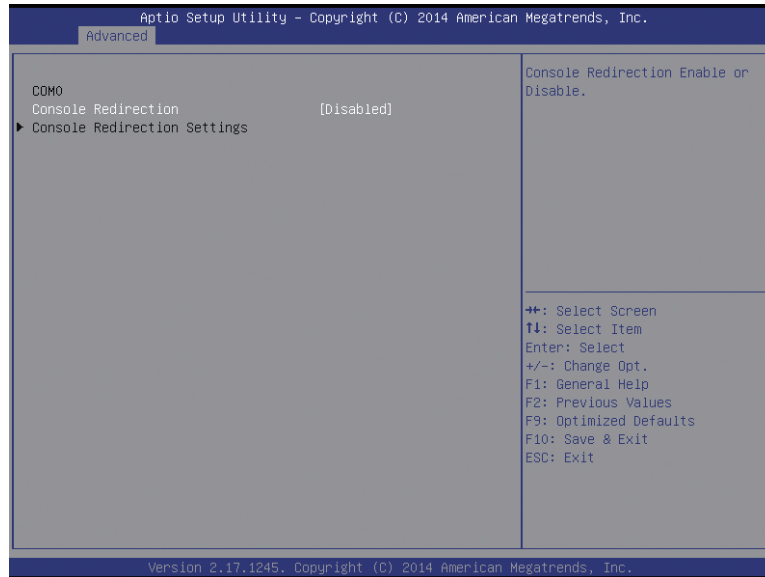 Aptio Setup Utility – Copyright (C) 2014 American Megatrends, Inc.
Advanced
COM0
Console Redirection [Disabled]
► Console Redirection Settings
Console Redirection Enable or
Disable.
→←: Select Screen
↑↓: Select Item
Enter: Select
+/-: Change Opt.
F1: General Help
F2: Previous Values
F9: Optimized Defaults
F10: Save & Exit
ESC: Exit
Version 2.17.1245. Copyright (C) 2014 American Megatrends, Inc.